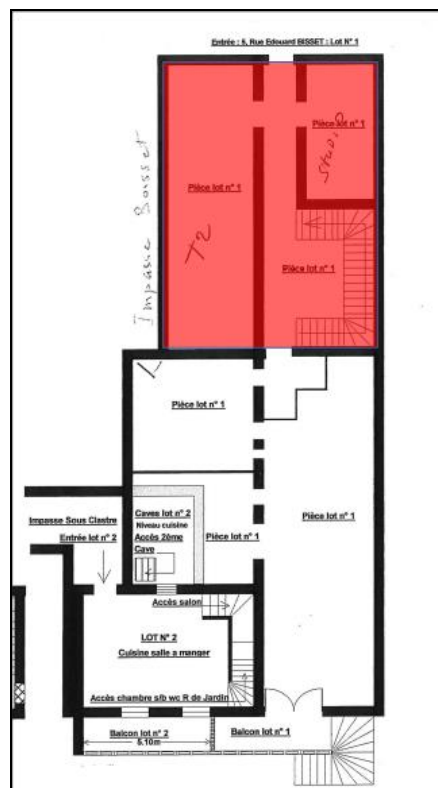 Entrée : 5, Rue Edouard BISSET : Lot N° 1
Pièce lot n° 1
Studio
Impasse Boisset
Pièce lot n° 1
T2
Pièce lot n° 1
Pièce lot n° 1
Pièce lot n° 1
Caves lot n° 2
Niveau cuisine
Accès 2ème
Cave
Pièce lot n° 1
Impasse Sous Clastre
Entrée lot n° 2
Accès salon
LOT N° 2
Cuisine salle a manger
Accès chambre s/b wc R de Jardin
Balcon lot n° 2
5.10m
Balcon lot n° 1